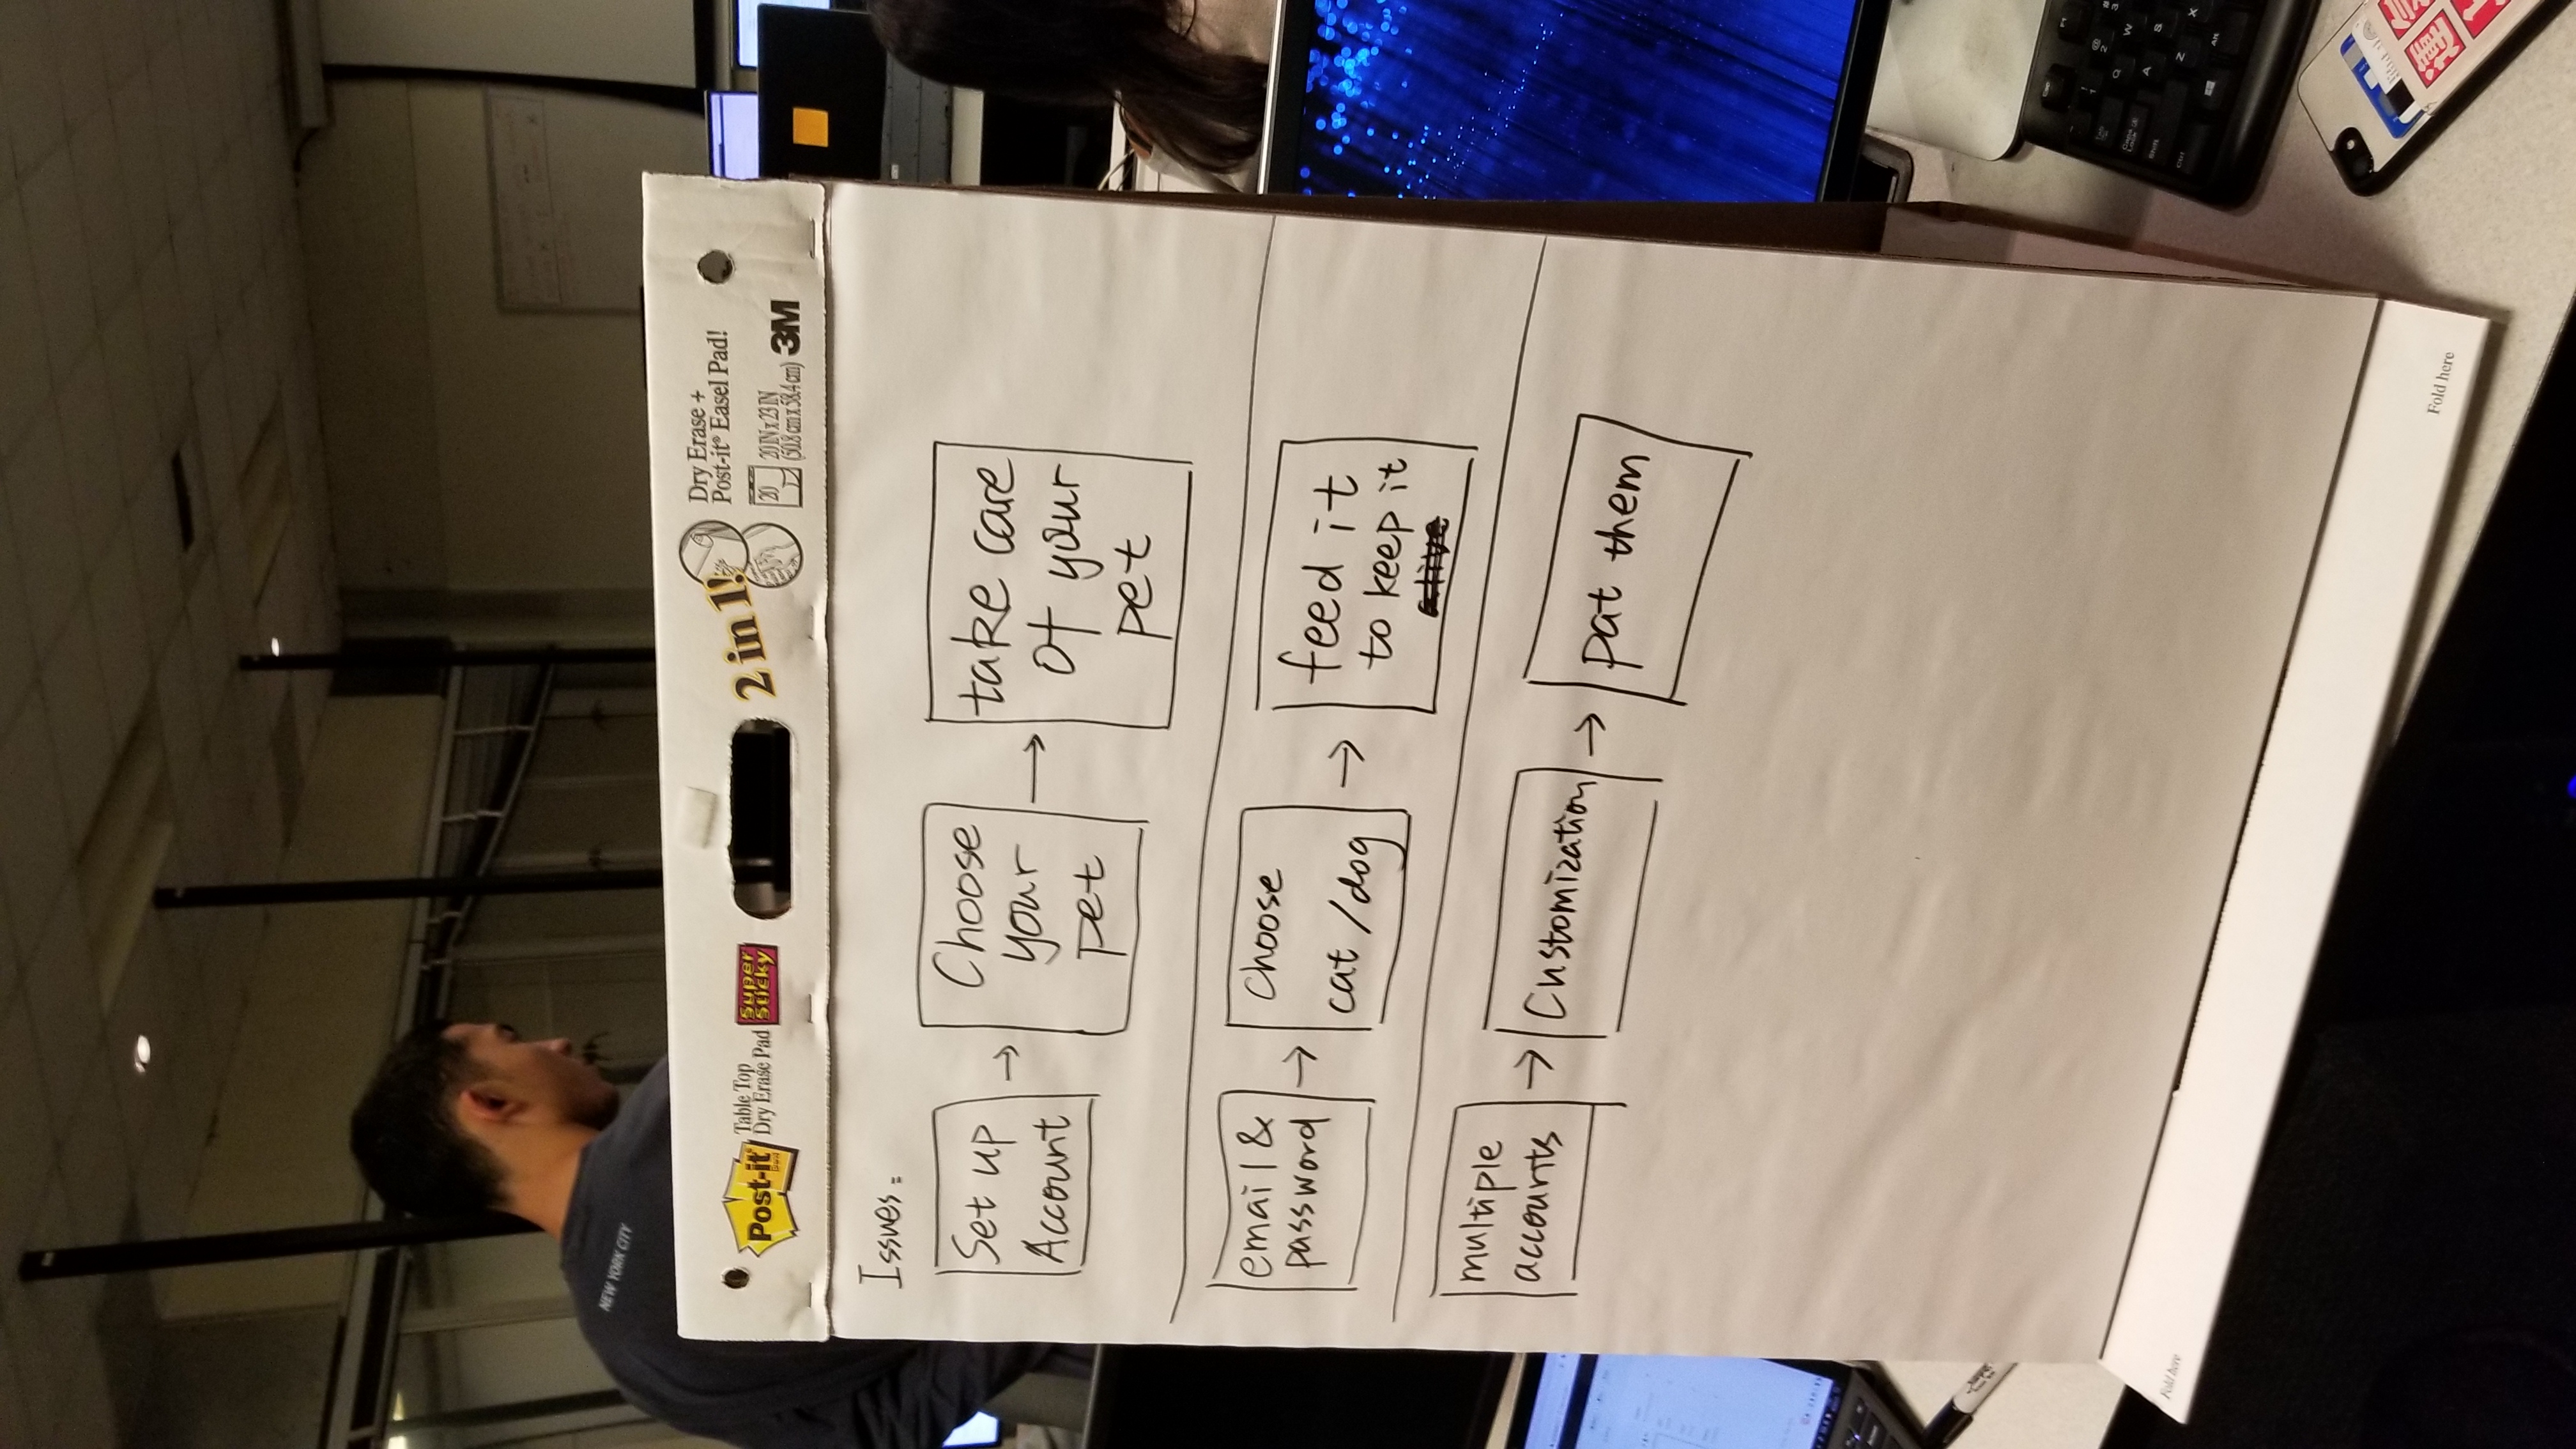 NEW YORK CITY
Post-it
Table Top
Dry Erase Pad
Super
Sticky
2 in 1!
Dry Erase +
Post-it® Easel Pad!
20
20 IN x 23 IN
(50.8 cm x 58.4 cm)
3M
Issues:
Set up
Account
Choose
your
pet
take care
of your
pet
email &
password
choose
cat / dog
feed it
to keep it
alive
multiple
accounts
Customization
pat them
Fold here
Fold here